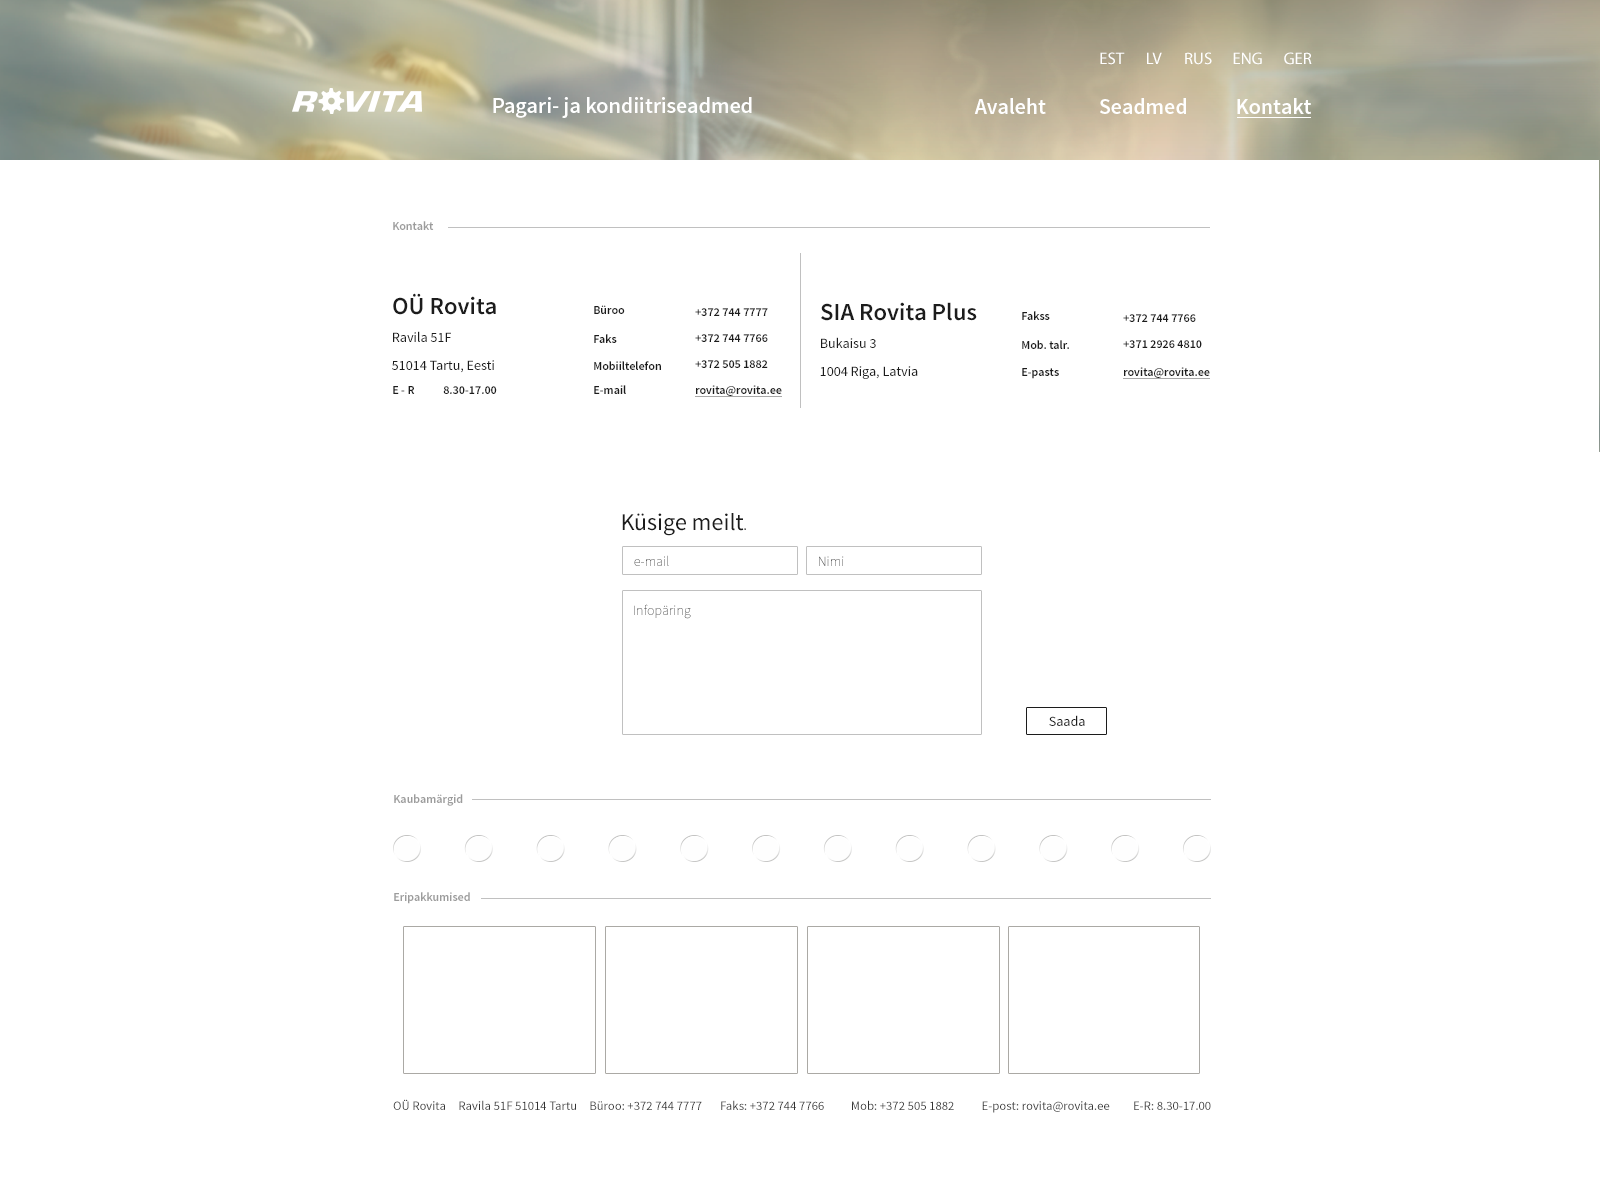 EST LV RUS ENG GER
ROVITA
Pagari- ja kondiitriseadmed
Avaleht Seadmed Kontakt
Kontakt
OÜ Rovita
Ravila 51F
51014 Tartu, Eesti
E - R 8.30-17.00
Büroo +372 744 7777
Faks +372 744 7766
Mobiiltelefon +372 505 1882
E-mail rovita@rovita.ee
SIA Rovita Plus
Bukaisu 3
1004 Riga, Latvia
Fakss +372 744 7766
Mob. talr. +371 2926 4810
E-pasts rovita@rovita.ee
Küsige meilt.
e-mail Nimi
Infopäring
Saada
Kaubamärgid
Eripakkumised
OÜ Rovita Ravila 51F 51014 Tartu Büroo: +372 744 7777 Faks: +372 744 7766 Mob: +372 505 1882 E-post: rovita@rovita.ee E-R: 8.30-17.00